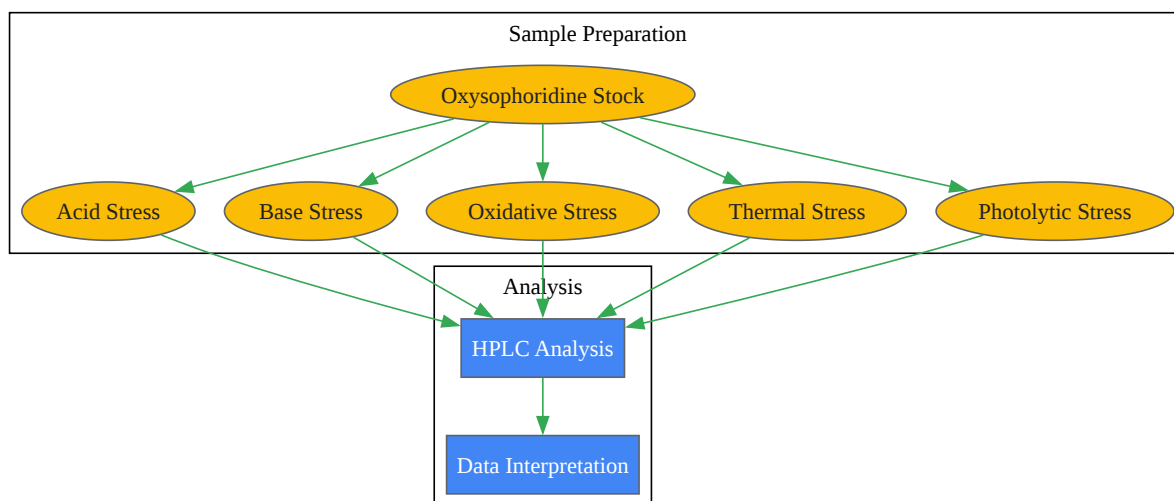 Sample Preparation
Oxysophoridine Stock
Acid Stress
Base Stress
Oxidative Stress
Thermal Stress
Photolytic Stress
Analysis
HPLC Analysis
Data Interpretation